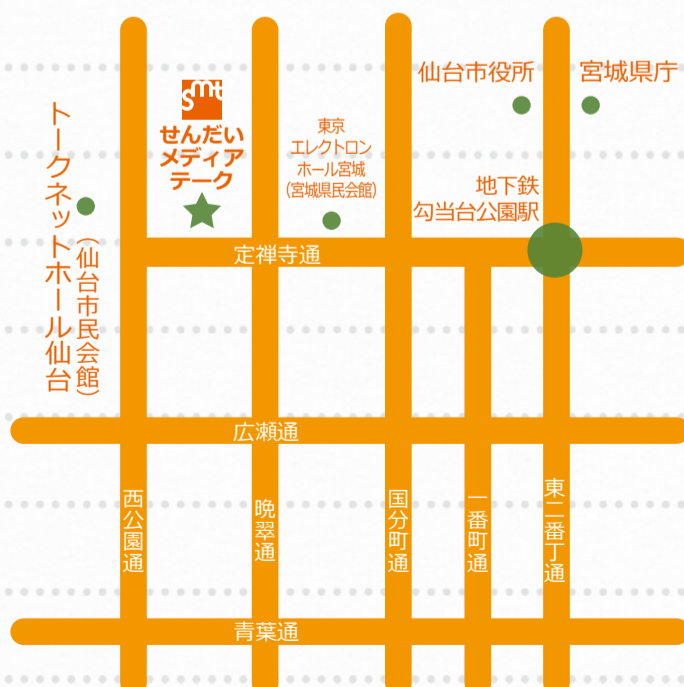 仙台市役所
宮城県庁
smt
せんだい
メディア
テーク
東京
エレクトロン
ホール宮城
(宮城県民会館)
トークネットホール仙台
(仙台市民会館)
地下鉄
勾当台公園駅
定禅寺通
広瀬通
西公園通
晩翠通
国分町通
一番町通
東二番丁通
青葉通